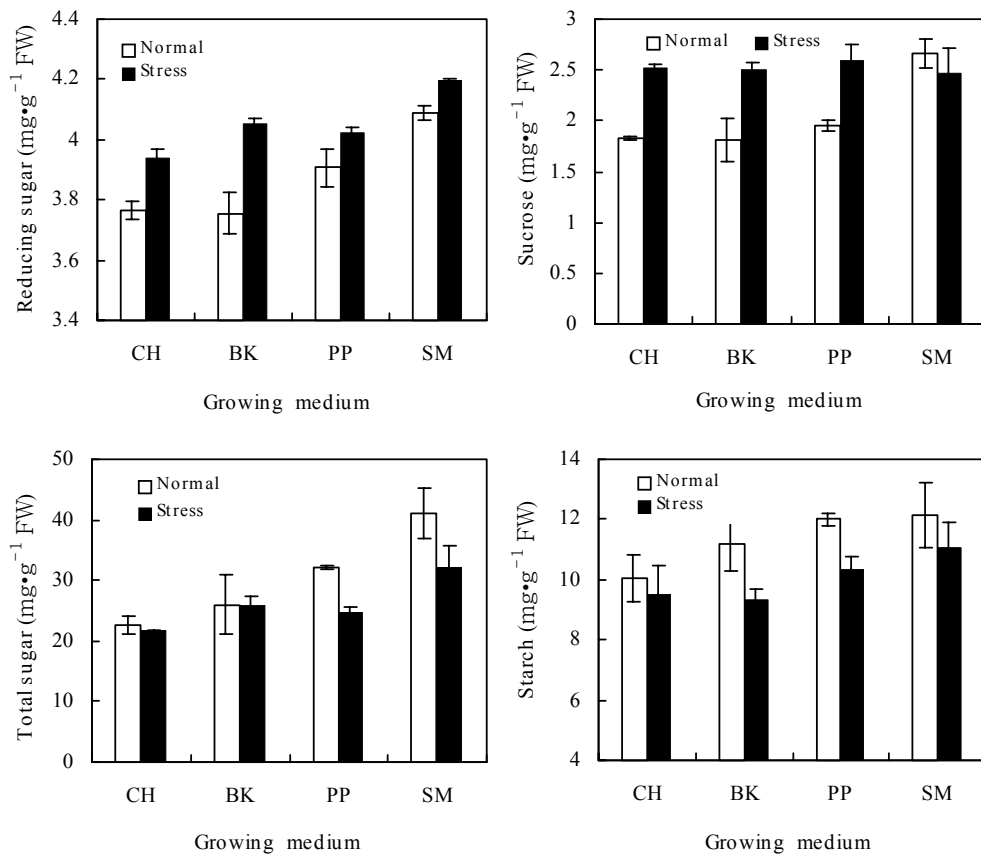 Reducing sugar (mg•g⁻¹ FW)
4.4
4.2
4
3.8
3.6
3.4
Normal
Stress
CH BK PP SM
Growing medium
Sucrose (mg•g⁻¹ FW)
3
2.5
2
1.5
1
0.5
0
Normal Stress
CH BK PP SM
Growing medium
Total sugar (mg•g⁻¹ FW)
50
40
30
20
10
0
Normal
Stress
CH BK PP SM
Growing medium
Starch (mg•g⁻¹ FW)
14
12
10
8
6
4
Normal
Stress
CH BK PP SM
Growing medium